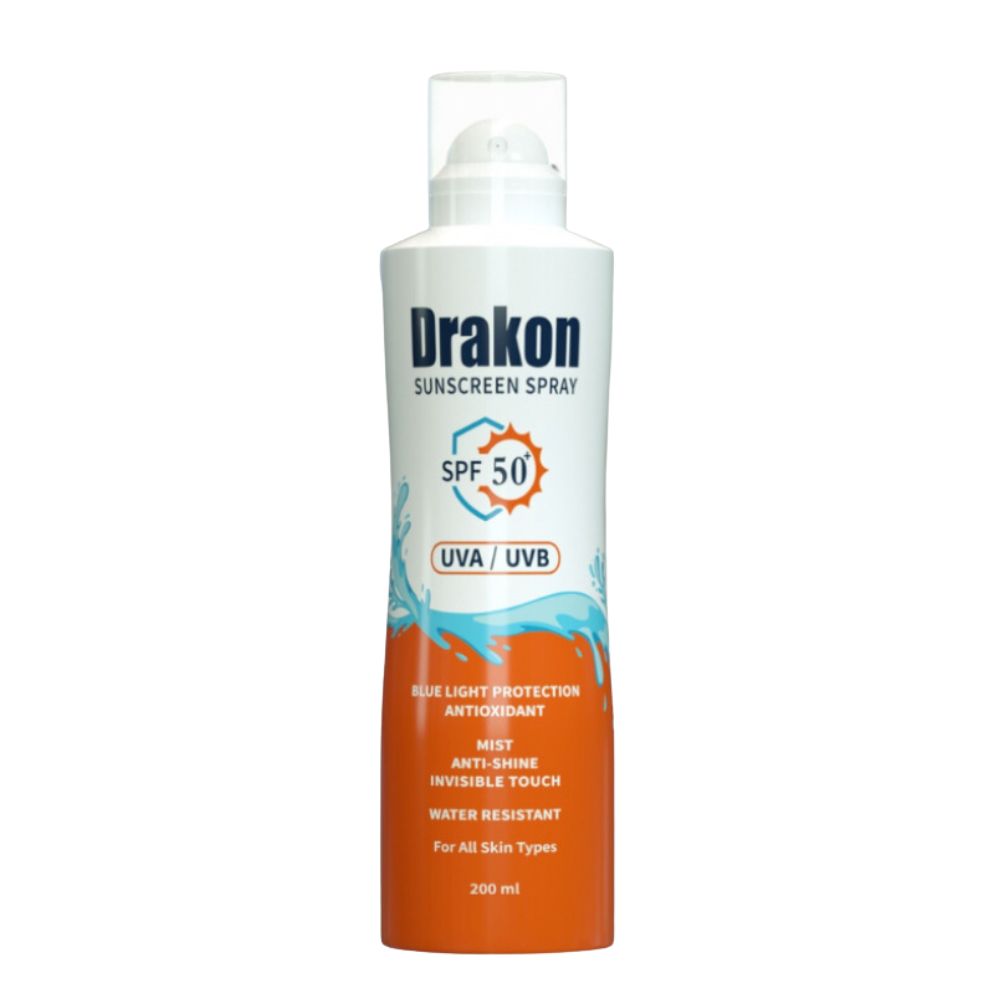 Drakon
SUNSCREEN SPRAY
SPF 50+
UVA / UVB
BLUE LIGHT PROTECTION
ANTIOXIDANT
MIST
ANTI-SHINE
INVISIBLE TOUCH
WATER RESISTANT
For All Skin Types
200 ml